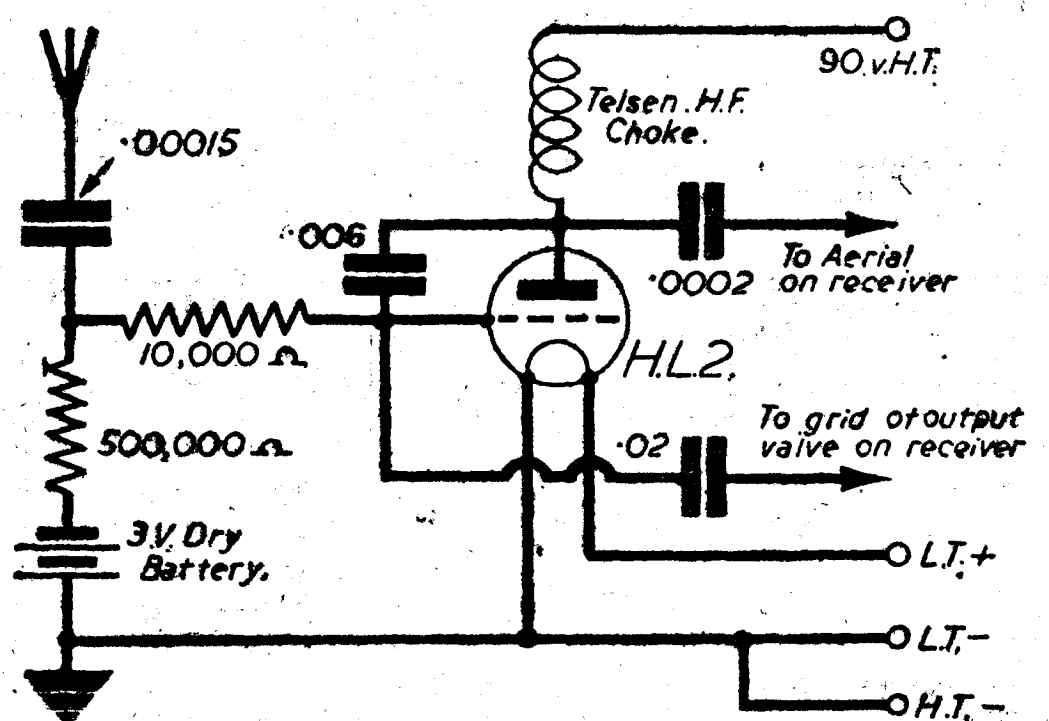 90 v.H.T.
Telsen . H.F.
Choke.
.00015
.006
.0002
To Aerial
on receiver
10,000 Ω.
H.L.2.
500,000 Ω
.02
To grid of output
valve on receiver
3.V. Dry
Battery.
L.T.+
L.T.-
H.T.-